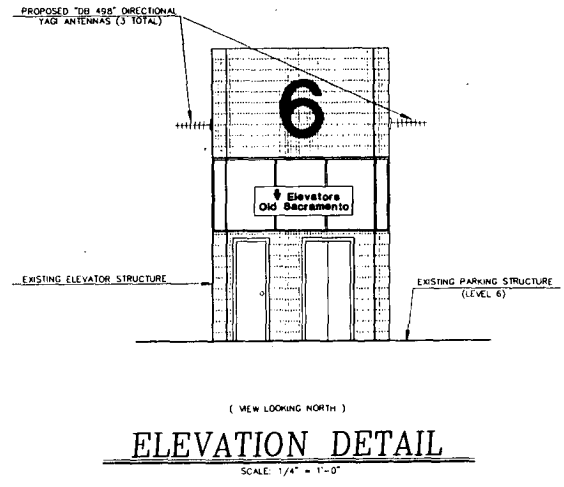 PROPOSED "DB 498" DIRECTIONAL
YAGI ANTENNAS (3 TOTAL)
6
Elevators
Old Sacramento
EXISTING ELEVATOR STRUCTURE
EXISTING PARKING STRUCTURE
(LEVEL 6)
( VIEW LOOKING NORTH )
ELEVATION DETAIL
SCALE: 1/4" = 1'-0"